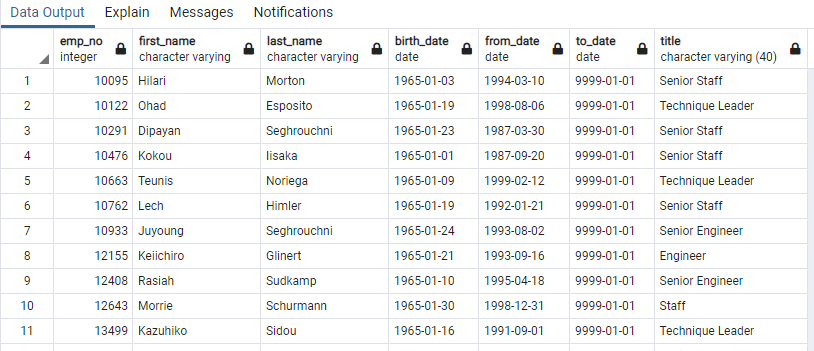 Data Output Explain Messages Notifications
emp_no first_name last_name birth_date from_date to_date title
integer character varying character varying date date date character varying (40)
1 10095 Hilari Morton 1965-01-03 1994-03-10 9999-01-01 Senior Staff
2 10122 Ohad Esposito 1965-01-19 1998-08-06 9999-01-01 Technique Leader
3 10291 Dipayan Seghrouchni 1965-01-23 1987-03-30 9999-01-01 Senior Staff
4 10476 Kokou Iisaka 1965-01-01 1987-09-20 9999-01-01 Senior Staff
5 10663 Teunis Noriega 1965-01-09 1999-02-12 9999-01-01 Technique Leader
6 10762 Lech Himler 1965-01-19 1992-01-21 9999-01-01 Senior Staff
7 10933 Juyoung Seghrouchni 1965-01-24 1993-08-02 9999-01-01 Senior Engineer
8 12155 Keiichiro Glinert 1965-01-21 1993-09-16 9999-01-01 Engineer
9 12408 Rasiah Sudkamp 1965-01-10 1995-04-18 9999-01-01 Senior Engineer
10 12643 Morrie Schurmann 1965-01-30 1998-12-31 9999-01-01 Staff
11 13499 Kazuhiko Sidou 1965-01-16 1991-09-01 9999-01-01 Technique Leader